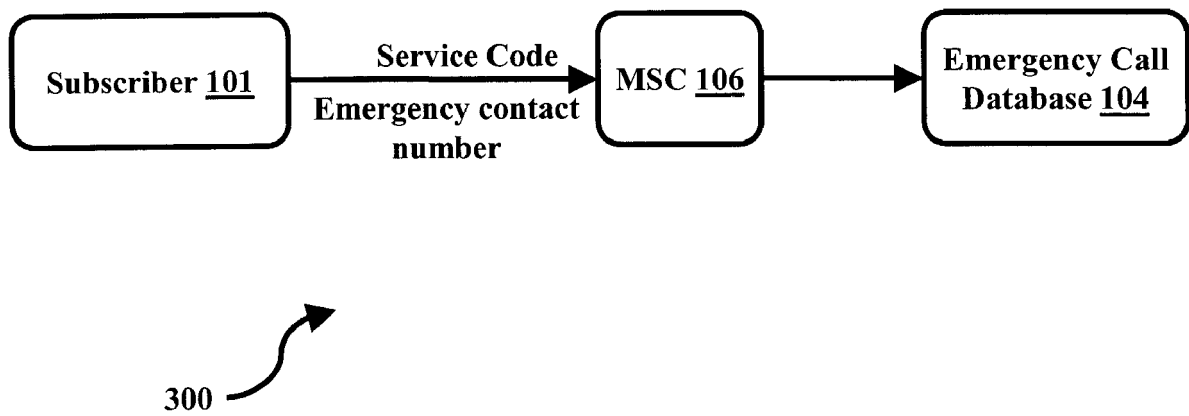 Subscriber 101
Service Code
Emergency contact
number
MSC 106
Emergency Call
Database 104
300